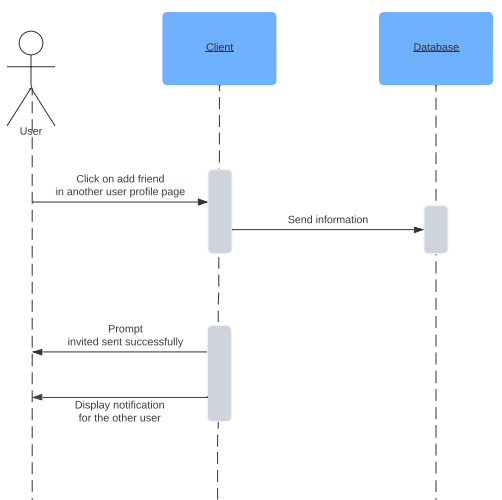 Client
Database
User
Click on add friend
in another user profile page
Send information
Prompt
invited sent successfully
Display notification
for the other user